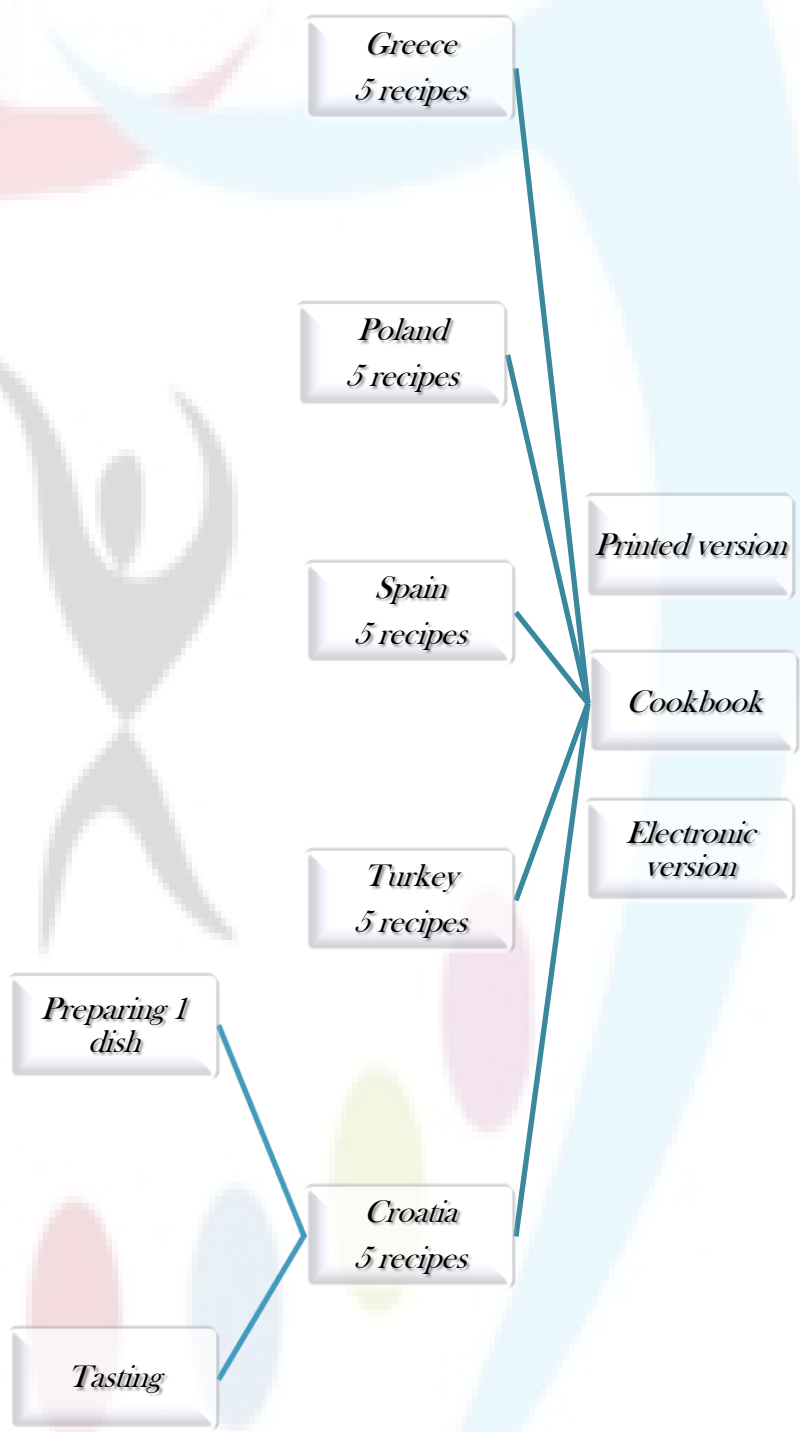 Greece
5 recipes
Poland
5 recipes
Printed version
Spain
5 recipes
Cookbook
Electronic
version
Turkey
5 recipes
Preparing 1
dish
Croatia
5 recipes
Tasting